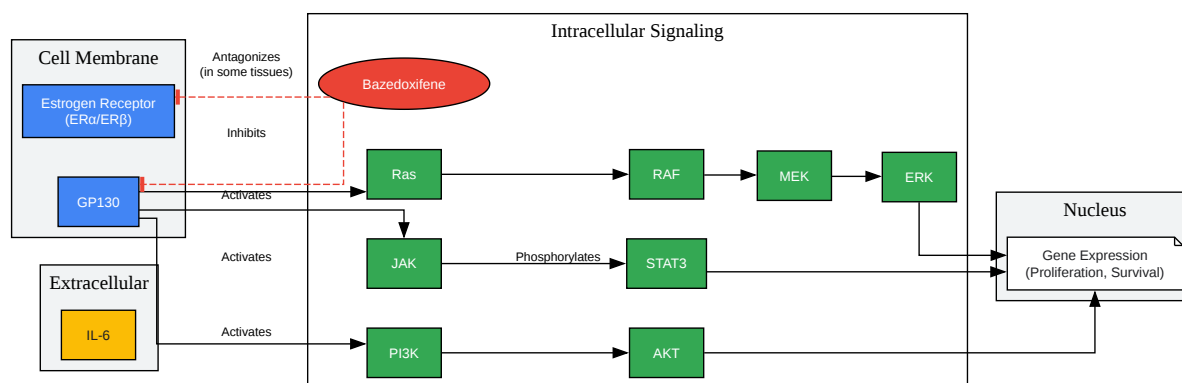 Intracellular Signaling
Cell Membrane
Antagonizes
(in some tissues)
Bazedoxifene
Estrogen Receptor
(ERα/ERβ)
Inhibits
Ras
RAF
MEK
ERK
GP130
Activates
Nucleus
Gene Expression
(Proliferation, Survival)
Activates
JAK
Phosphorylates
STAT3
Extracellular
IL-6
Activates
PI3K
AKT